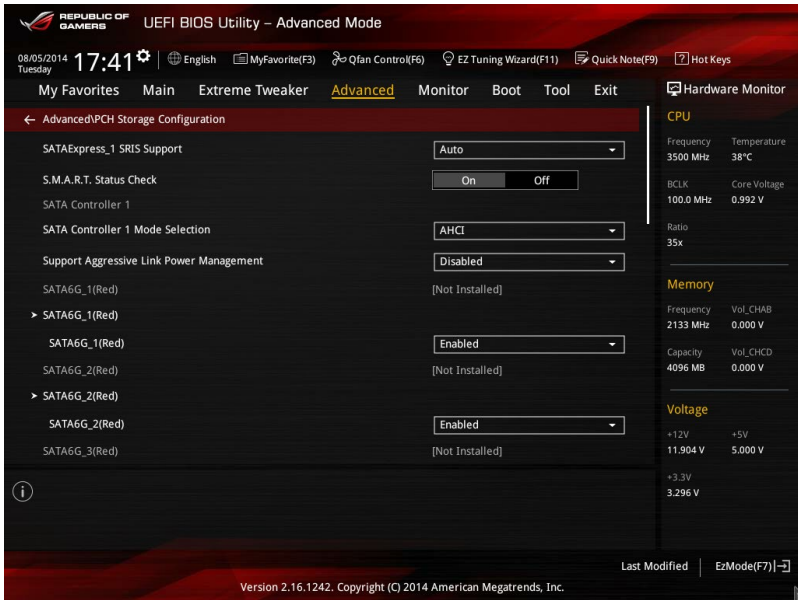 REPUBLIC OF
GAMERS
UEFI BIOS Utility – Advanced Mode
08/05/2014
Tuesday
17:41
English
MyFavorite(F3)
Qfan Control(F6)
EZ Tuning Wizard(F11)
Quick Note(F9)
? Hot Keys
My Favorites Main Extreme Tweaker Advanced Monitor Boot Tool Exit
Hardware Monitor
← Advanced\PCH Storage Configuration
SATAExpress_1 SRIS Support Auto
S.M.A.R.T. Status Check On Off
SATA Controller 1
SATA Controller 1 Mode Selection AHCI
Support Aggressive Link Power Management Disabled
SATA6G_1(Red) [Not Installed]
> SATA6G_1(Red)
SATA6G_1(Red) Enabled
SATA6G_2(Red) [Not Installed]
> SATA6G_2(Red)
SATA6G_2(Red) Enabled
SATA6G_3(Red) [Not Installed]
CPU
Frequency Temperature
3500 MHz 38°C
BCLK Core Voltage
100.0 MHz 0.992 V
Ratio
35x
Memory
Frequency Vol_CHAB
2133 MHz 0.000 V
Capacity Vol_CHCD
4096 MB 0.000 V
Voltage
+12V +5V
11.904 V 5.000 V
+3.3V
3.296 V
i
Last Modified
EzMode(F7)
Version 2.16.1242. Copyright (C) 2014 American Megatrends, Inc.